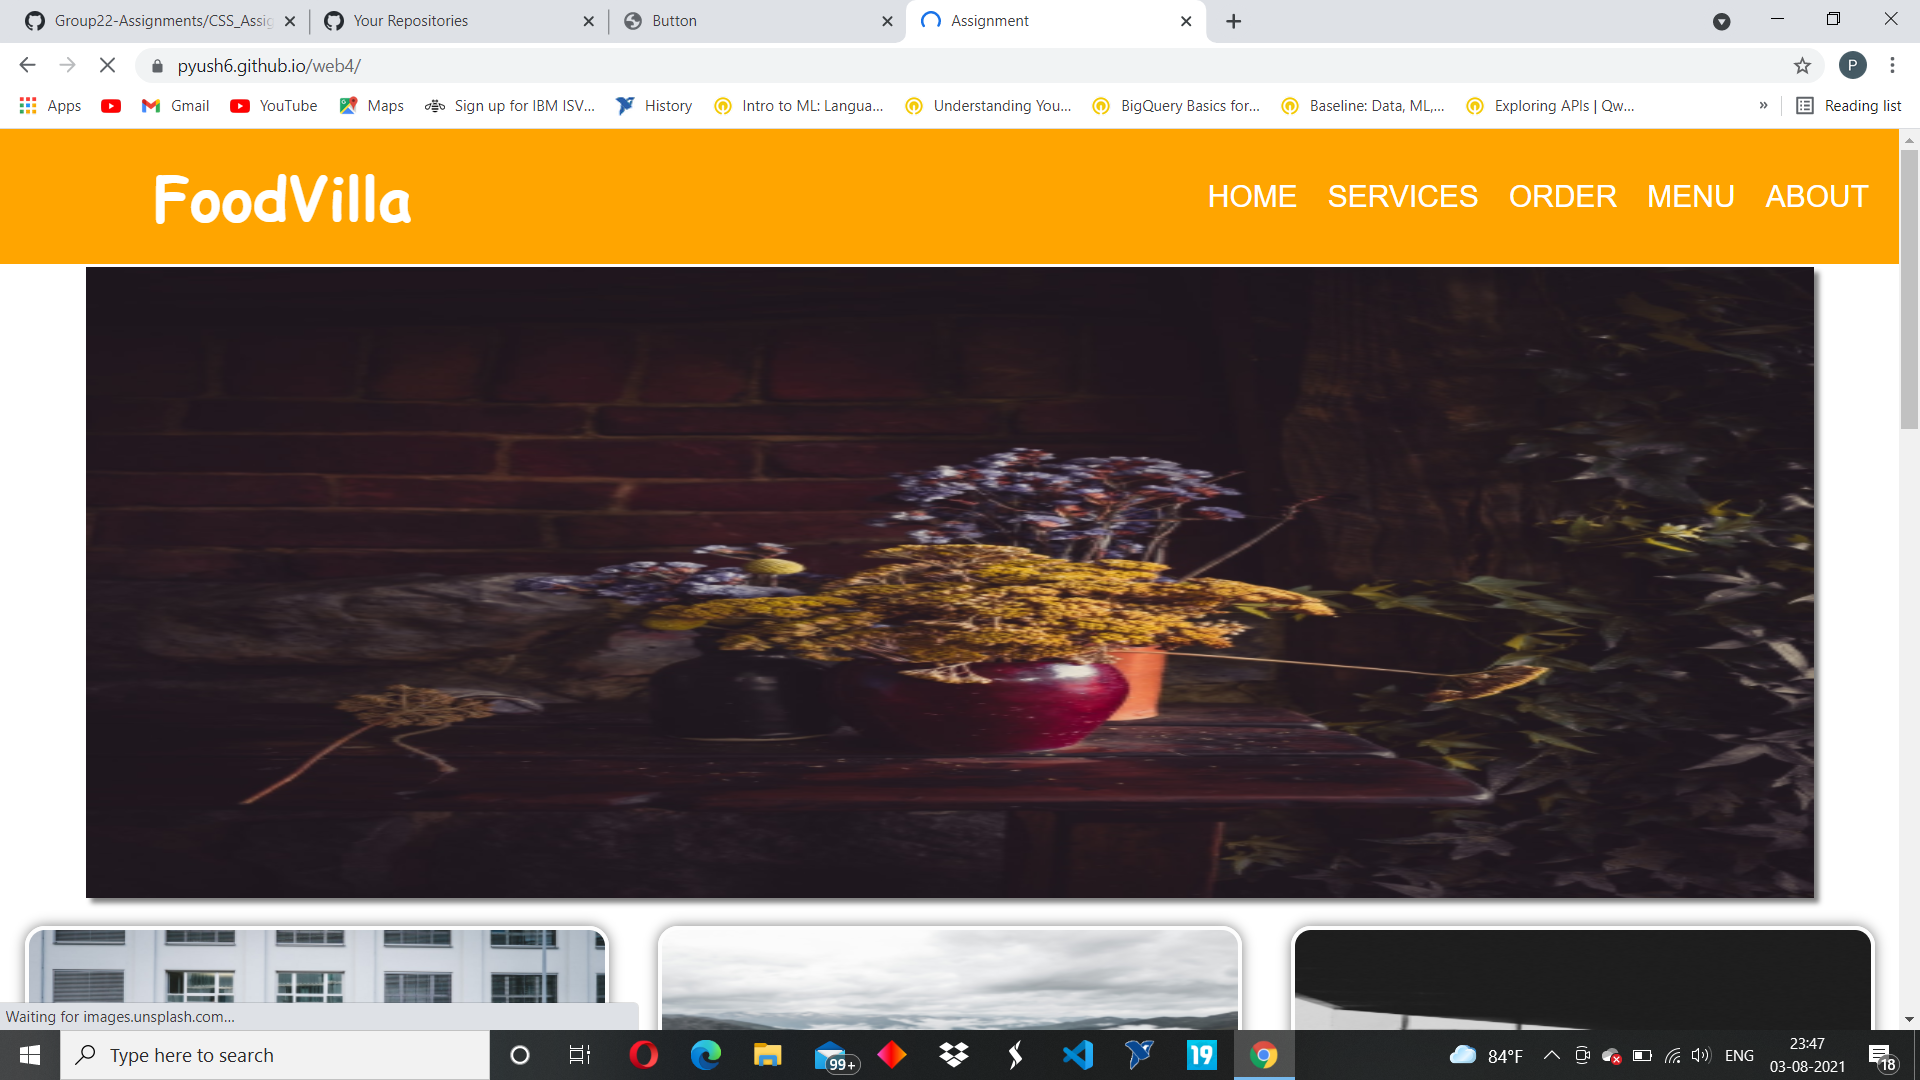 Group22-Assignments/CSS_Assig
Your Repositories
Button
Assignment
pyush6.github.io/web4/
P
Apps
Gmail
YouTube
Maps
Sign up for IBM ISV...
History
Intro to ML: Langua...
Understanding You...
BigQuery Basics for...
Baseline: Data, ML,...
Exploring APIs | Qw...
»
Reading list
FoodVilla
HOME SERVICES ORDER MENU ABOUT
Waiting for images.unsplash.com...
Type here to search
99+
19
84°F
ENG
23:47
03-08-2021
18